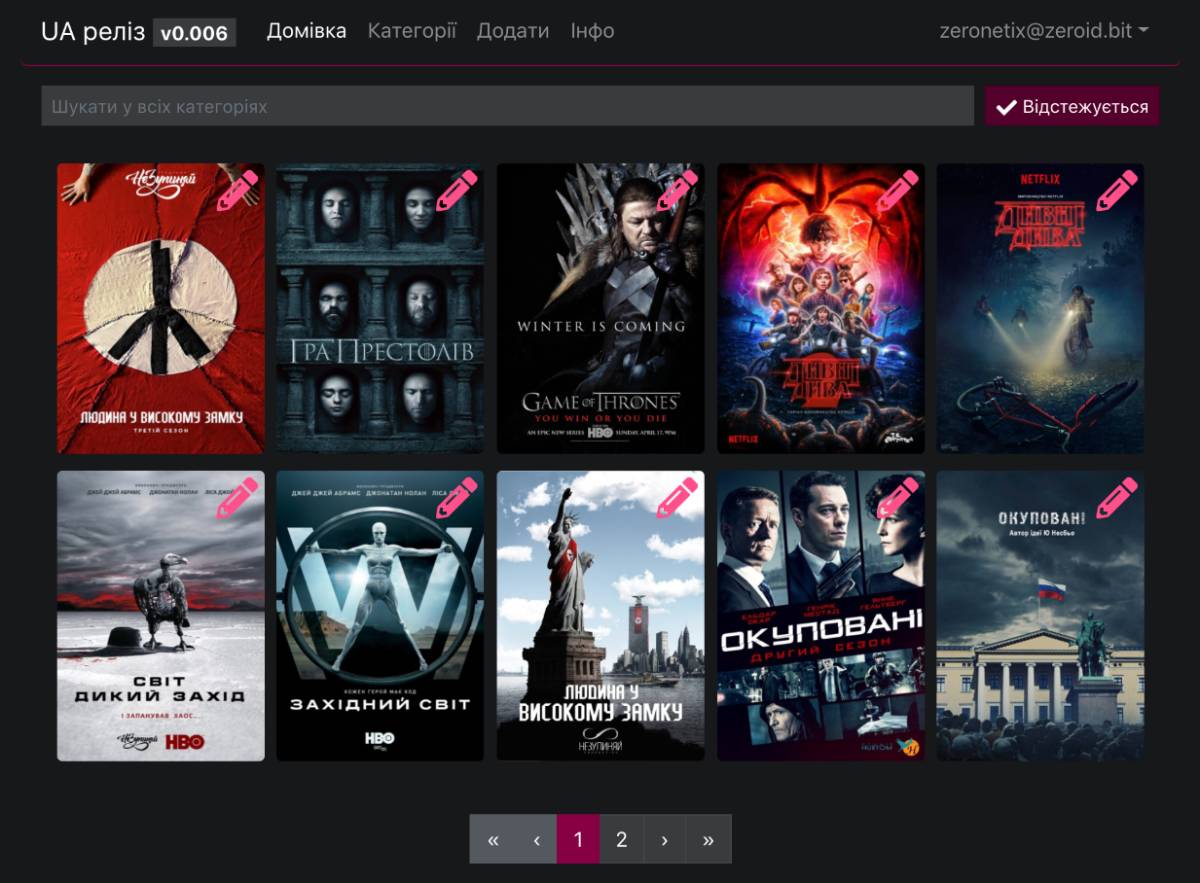 UA реліз v0.006 Домівка Категорії Додати Інфо zeronetix@zeroid.bit
Шукати у всіх категоріях
Відстежується
НеЗупиняй
ЛЮДИНА У ВИСОКОМУ ЗАМКУ
ТРЕТІЙ СЕЗОН
ГРА ПРЕСТОЛІВ
WINTER IS COMING
GAME OF THRONES
YOU WIN OR YOU DIE
AN EPIC NEW SERIES HBO SUNDAY, APRIL 17, 9PM
ДИВНІ
ДИВА
NETFLIX
NETFLIX
ДИВНІ
ДИВА
ДЖЕЙ ДЖЕЙ АБРАМС ДЖОНАТАН НОЛАН ЛІСА
СВІТ
ДИКИЙ ЗАХІД
І ЗАПАНУВАВ ХАОС...
НеЗупиняй HBO
ДЖЕЙ ДЖЕЙ АБРАМС ДЖОНАТАН НОЛАН ЛІСА
КОЖЕН ГЕРОЙ МАЄ КОД
ЗАХІДНИЙ СВІТ
HBO
ЛЮДИНА У
ВИСОКОМУ ЗАМКУ
НЕЗУПИНЯЙ
ОКУПОВАНІ
ДРУГИЙ СЕЗОН
ОКУПОВАНІ
Автор ідеї Ю Несбьо
« ‹ 1 2 › »